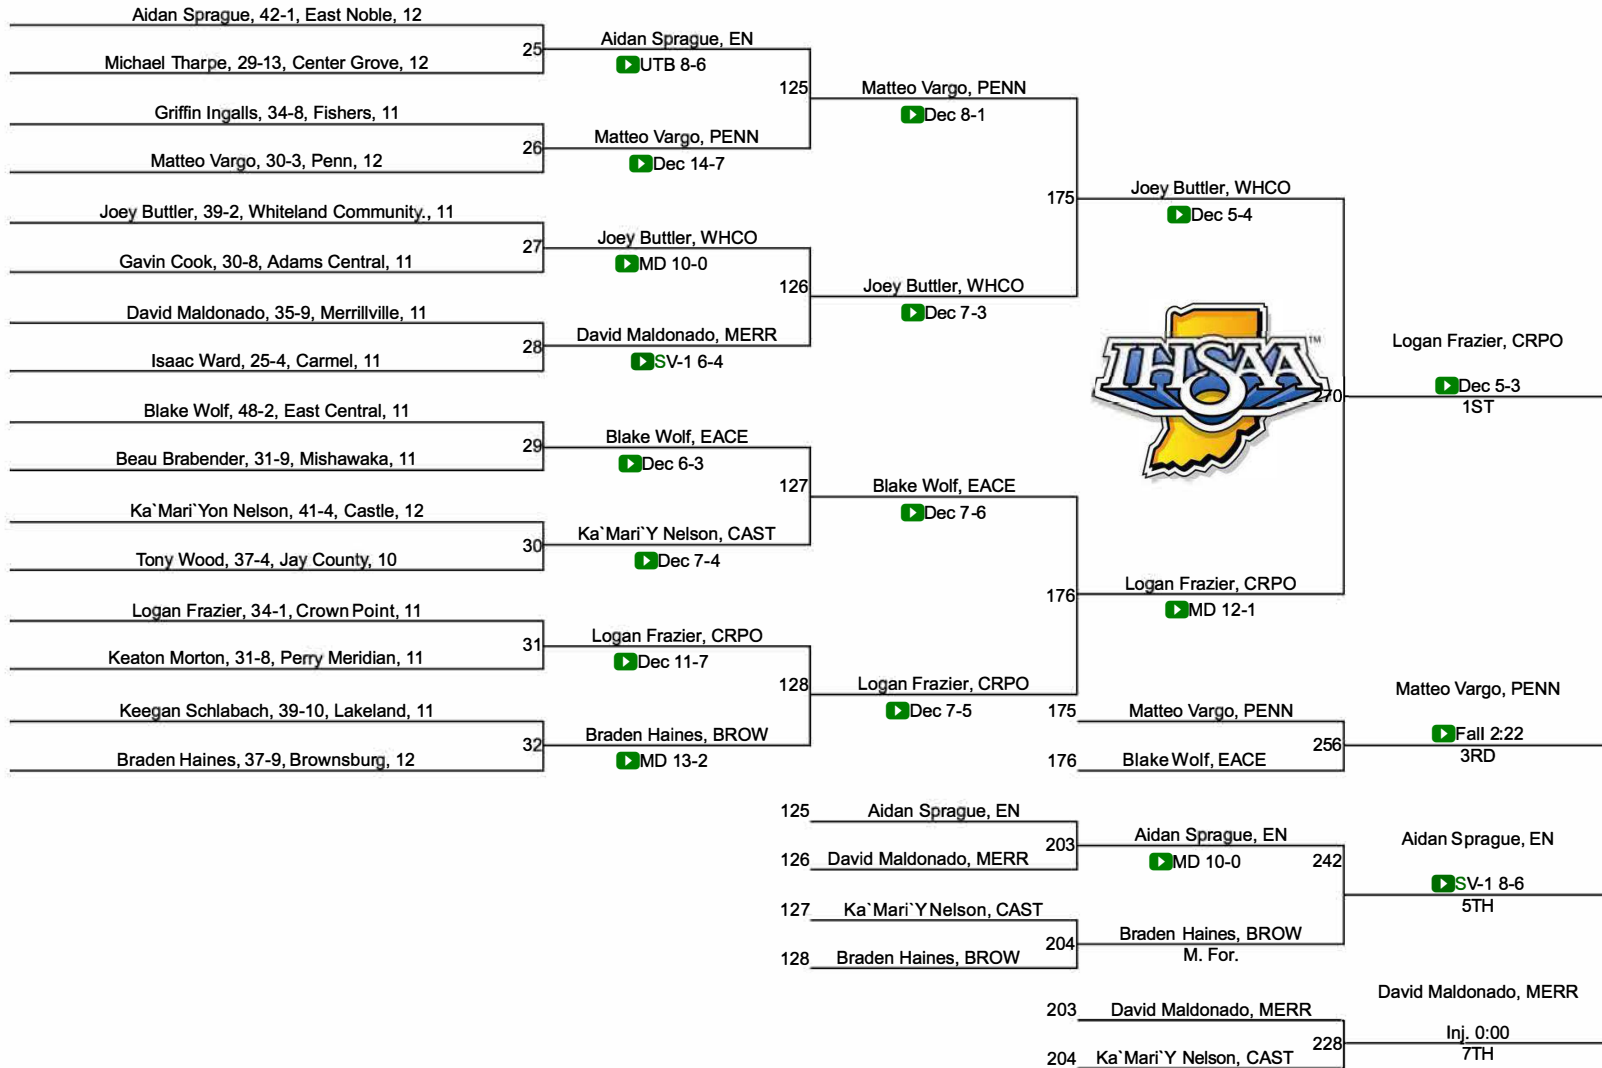 Aidan Sprague, 42-1, East Noble, 12
25
Michael Tharpe, 29-13, Center Grove, 12
Aidan Sprague, EN
UTB 8-6
125
Griffin Ingalls, 34-8, Fishers, 11
26
Matteo Vargo, 30-3, Penn, 12
Matteo Vargo, PENN
Dec 14-7
Matteo Vargo, PENN
Dec 8-1
175
Joey Buttler, 39-2, Whiteland Community., 11
27
Gavin Cook, 30-8, Adams Central, 11
Joey Buttler, WHCO
MD 10-0
126
David Maldonado, 35-9, Merrillville, 11
28
Isaac Ward, 25-4, Carmel, 11
David Maldonado, MERR
SV-1 6-4
Joey Buttler, WHCO
Dec 7-3
Joey Buttler, WHCO
Dec 5-4
IHSAA
TM
270
Logan Frazier, CRPO
Dec 5-3
1ST
Blake Wolf, 48-2, East Central, 11
29
Beau Brabender, 31-9, Mishawaka, 11
Blake Wolf, EACE
Dec 6-3
127
Ka`Mari`Yon Nelson, 41-4, Castle, 12
30
Tony Wood, 37-4, Jay County, 10
Ka`Mari`Y Nelson, CAST
Dec 7-4
Blake Wolf, EACE
Dec 7-6
176
Logan Frazier, CRPO
MD 12-1
Logan Frazier, 34-1, Crown Point, 11
31
Keaton Morton, 31-8, Perry Meridian, 11
Logan Frazier, CRPO
Dec 11-7
128
Keegan Schlabach, 39-10, Lakeland, 11
32
Braden Haines, 37-9, Brownsburg, 12
Braden Haines, BROW
MD 13-2
Logan Frazier, CRPO
Dec 7-5
175 Matteo Vargo, PENN
256
176 Blake Wolf, EACE
Matteo Vargo, PENN
Fall 2:22
3RD
125 Aidan Sprague, EN
203
126 David Maldonado, MERR
Aidan Sprague, EN
MD 10-0
242
127 Ka`Mari`Y Nelson, CAST
204
128 Braden Haines, BROW
Braden Haines, BROW
M. For.
Aidan Sprague, EN
SV-1 8-6
5TH
203 David Maldonado, MERR
228
204 Ka`Mari`Y Nelson, CAST
David Maldonado, MERR
Inj. 0:00
7TH